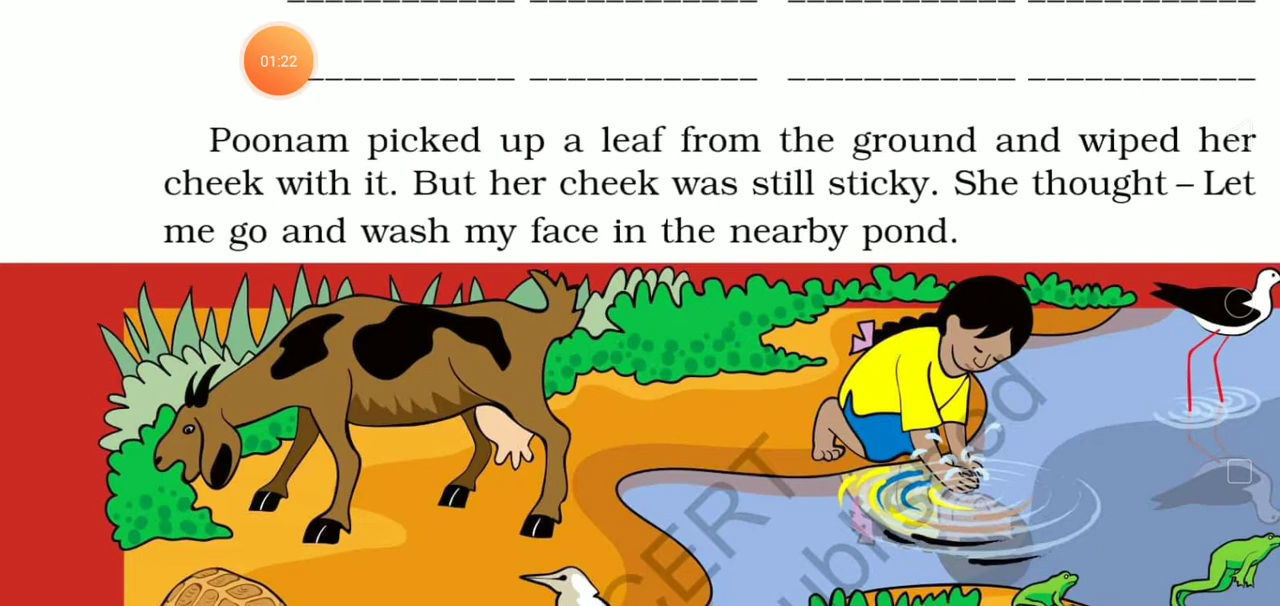 01:22
Poonam picked up a leaf from the ground and wiped her
cheek with it. But her cheek was still sticky. She thought – Let
me go and wash my face in the nearby pond.